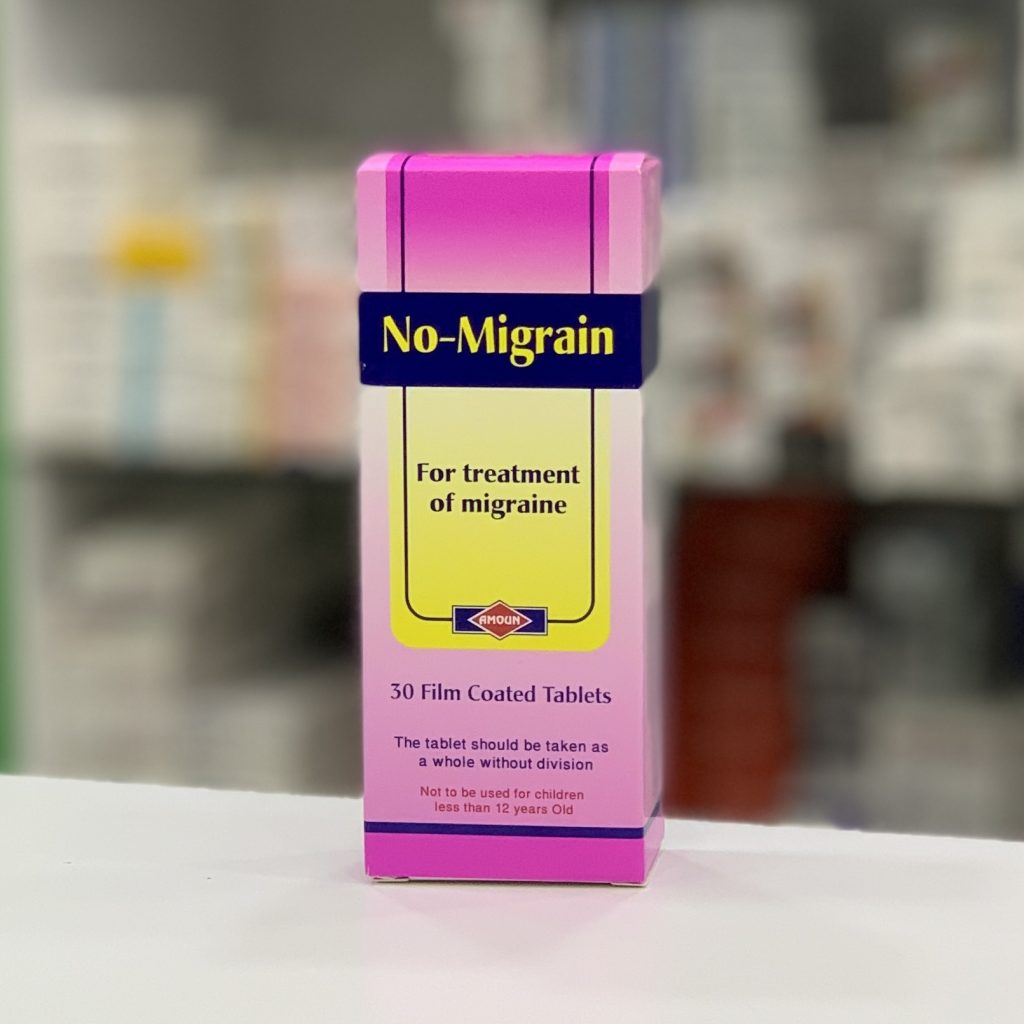 No-Migrain
For treatment
of migraine
AMOUN
30 Film Coated Tablets
The tablet should be taken as
a whole without division
Not to be used for children
less than 12 years Old